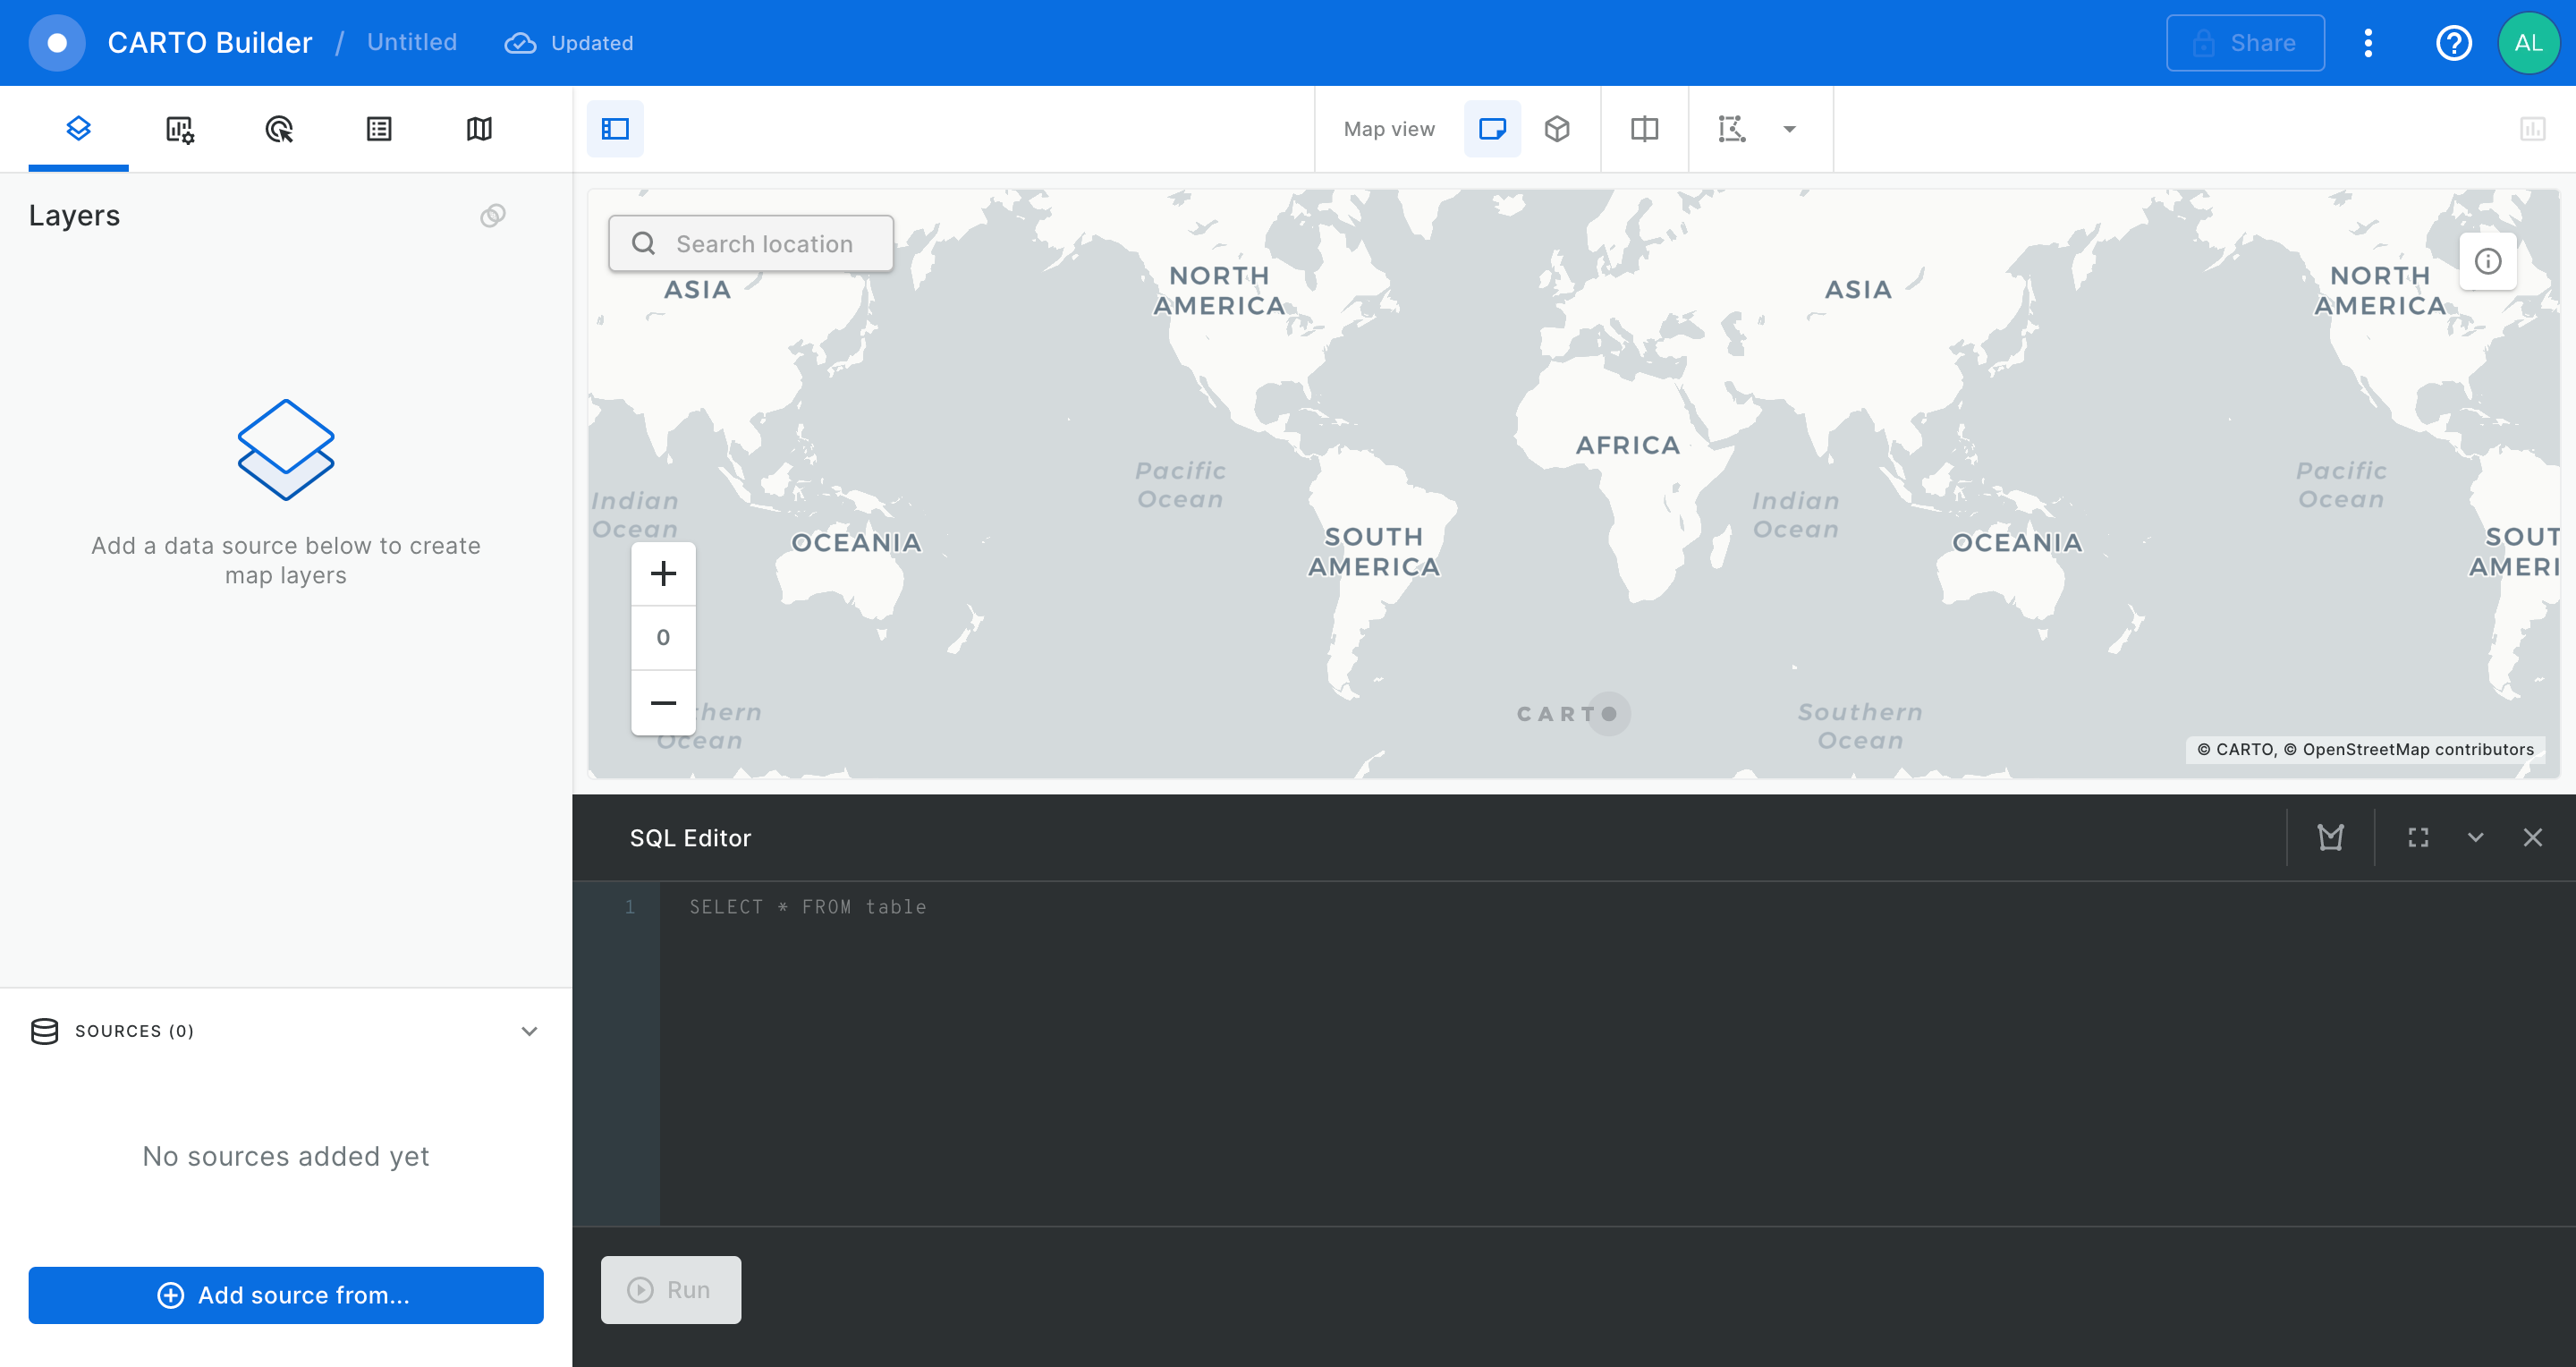 CARTO Builder / Untitled Updated Share AL
Layers
Add a data source below to create
map layers
SOURCES (0)
No sources added yet
Add source from...
Map view
Search location
ASIA
NORTH
AMERICA
ASIA
NORTH
AMERICA
AFRICA
Pacific
Ocean
Pacific
Ocean
Indian
Ocean
Indian
Ocean
OCEANIA
SOUTH
AMERICA
OCEANIA
SOUT
AMERI
0
hern
Ocean
CARTO
Southern
Ocean
© CARTO, © OpenStreetMap contributors
SQL Editor
1 SELECT * FROM table
Run